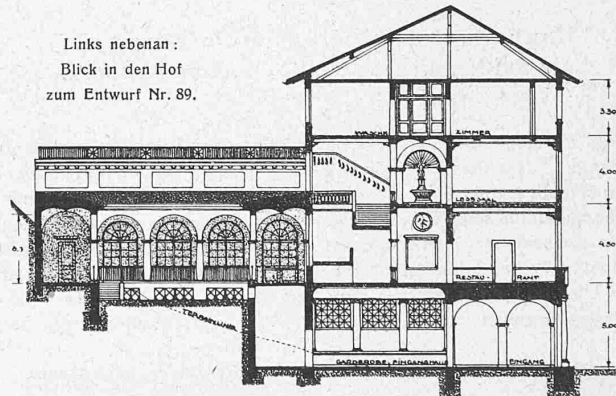 Links nebenan:
Blick in den Hof
zum Entwurf Nr. 89.
3.30
ZIMMER
4.00
LESESAAL
4.50
RESTAU- RANT
5.00
GARDEROBE, EINGANGSHALLE
EINGANG